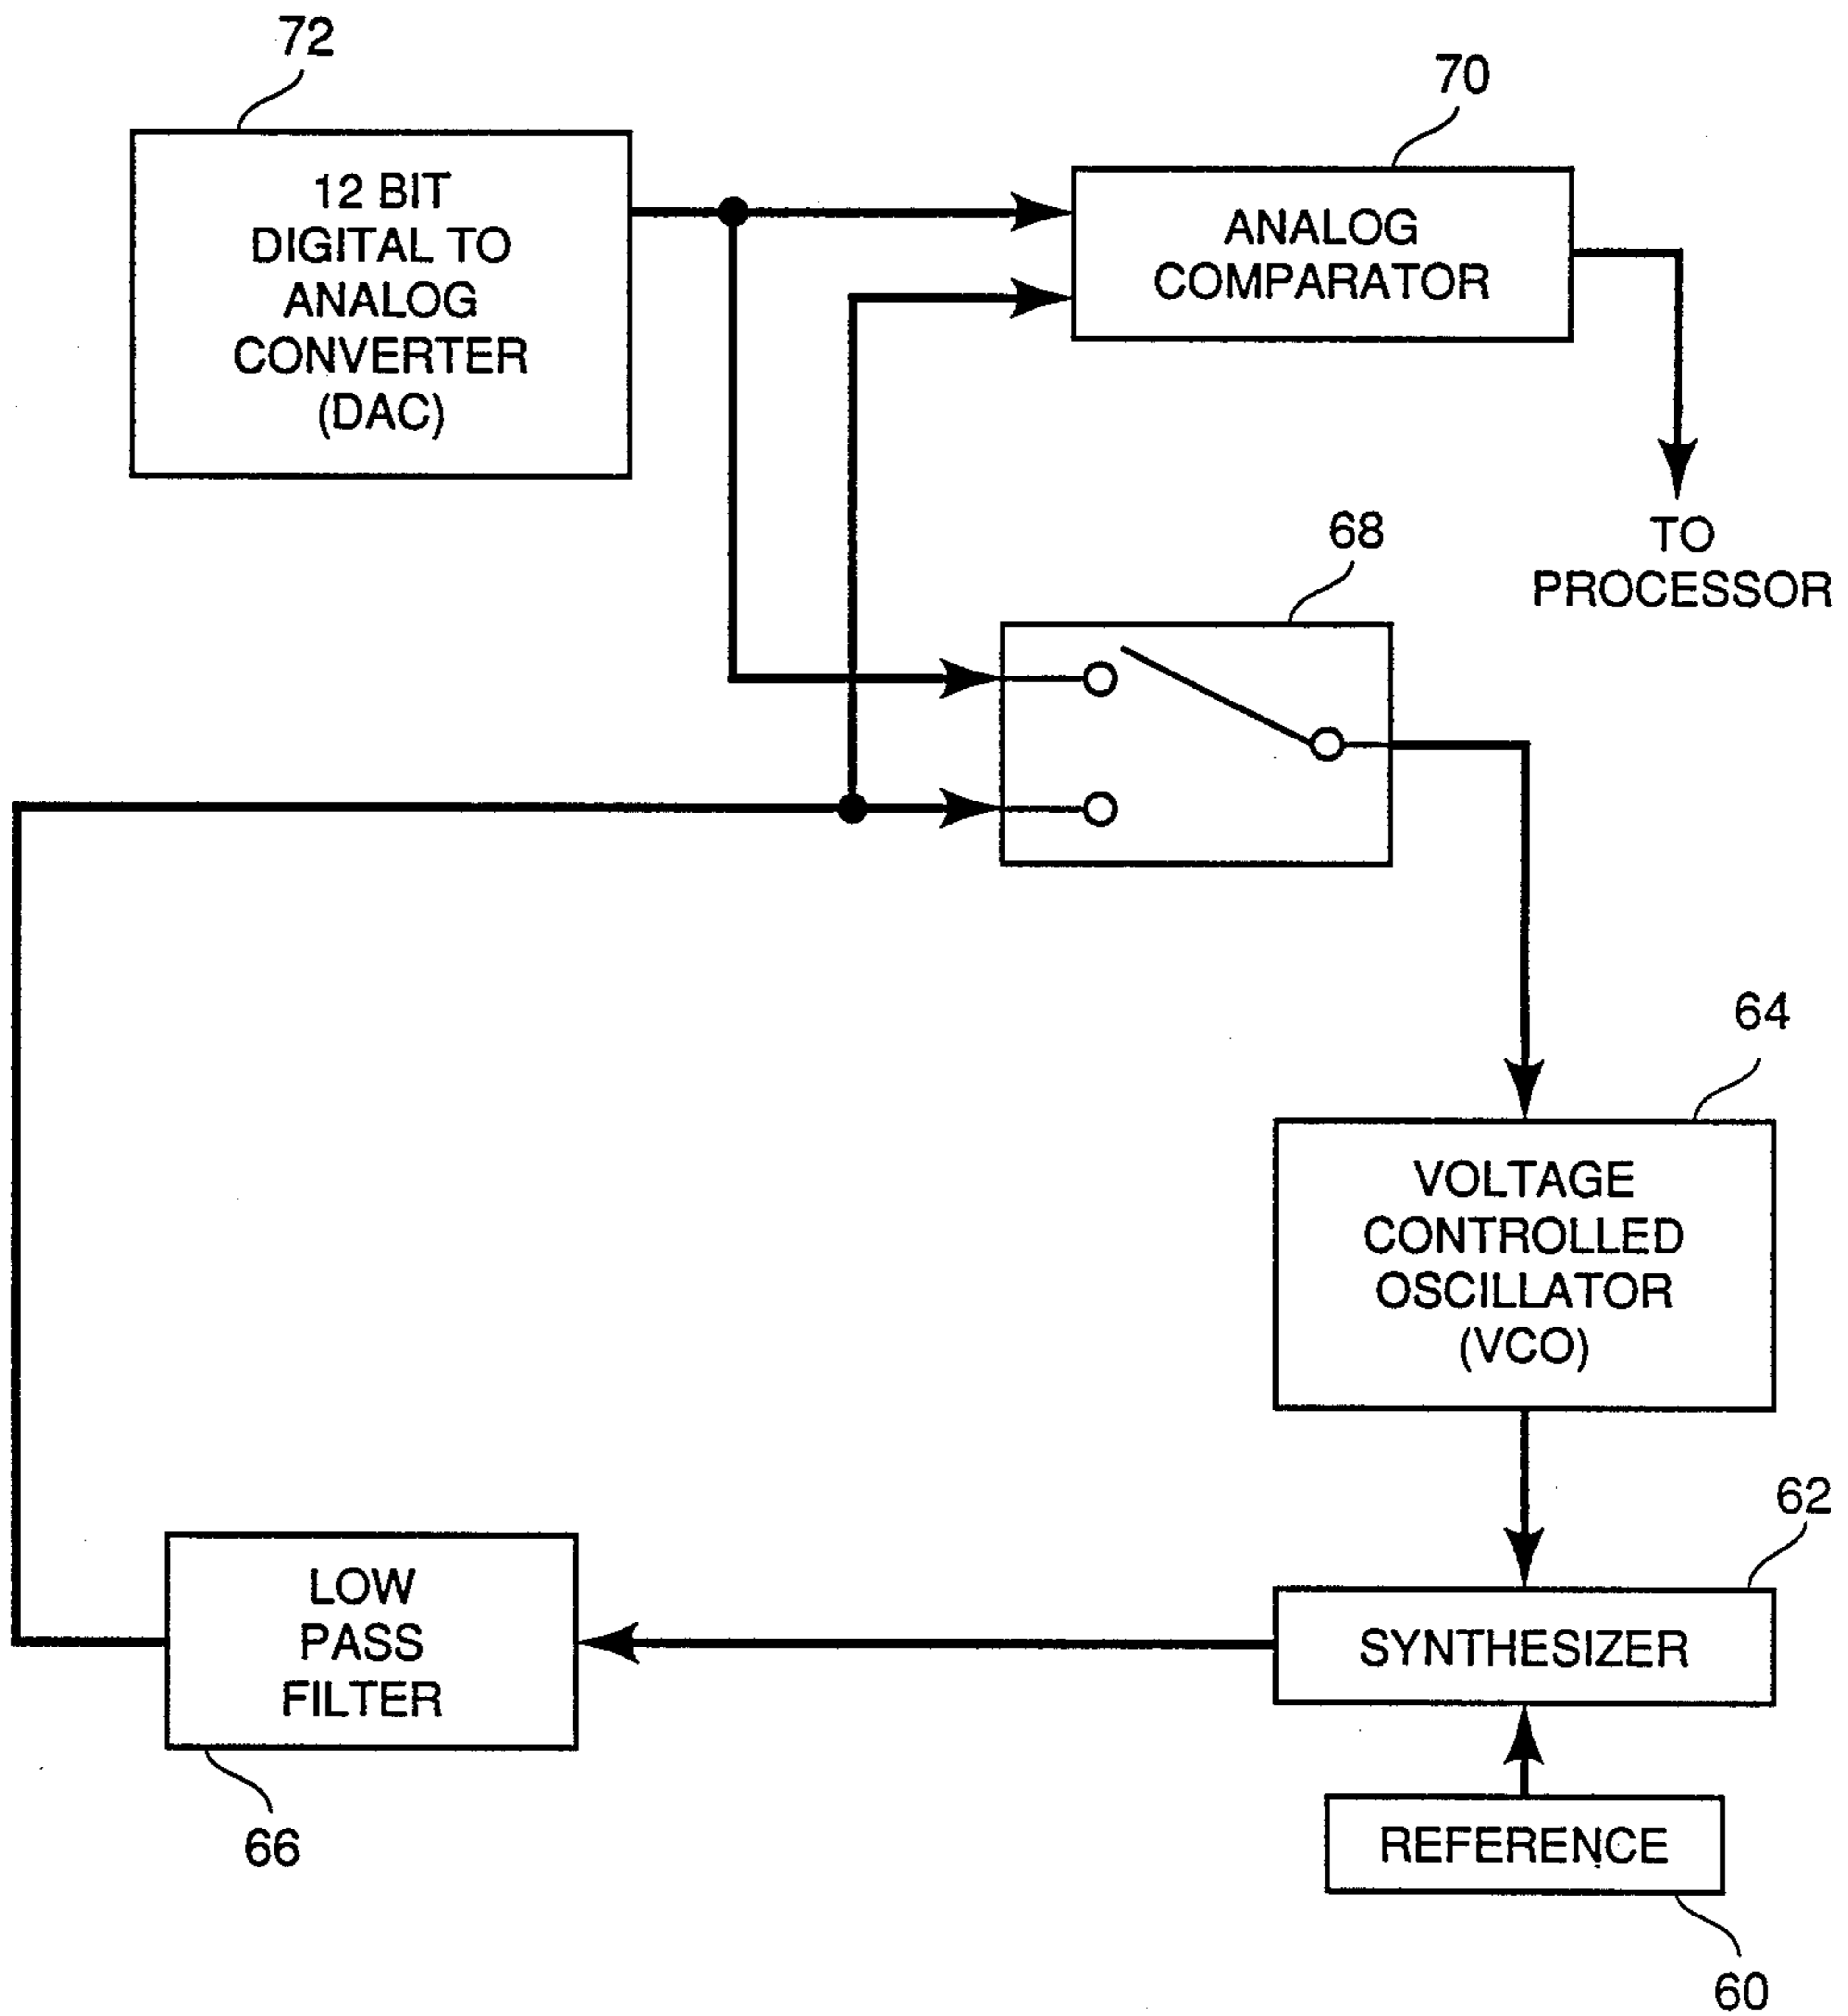 72
12 BIT
DIGITAL TO
ANALOG
CONVERTER
(DAC)
70
ANALOG
COMPARATOR
TO
PROCESSOR
68
64
VOLTAGE
CONTROLLED
OSCILLATOR
(VCO)
62
SYNTHESIZER
LOW
PASS
FILTER
66
REFERENCE
60